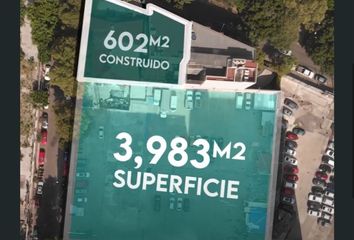 602M2
CONSTRUIDO
3,983M2
SUPERFICIE